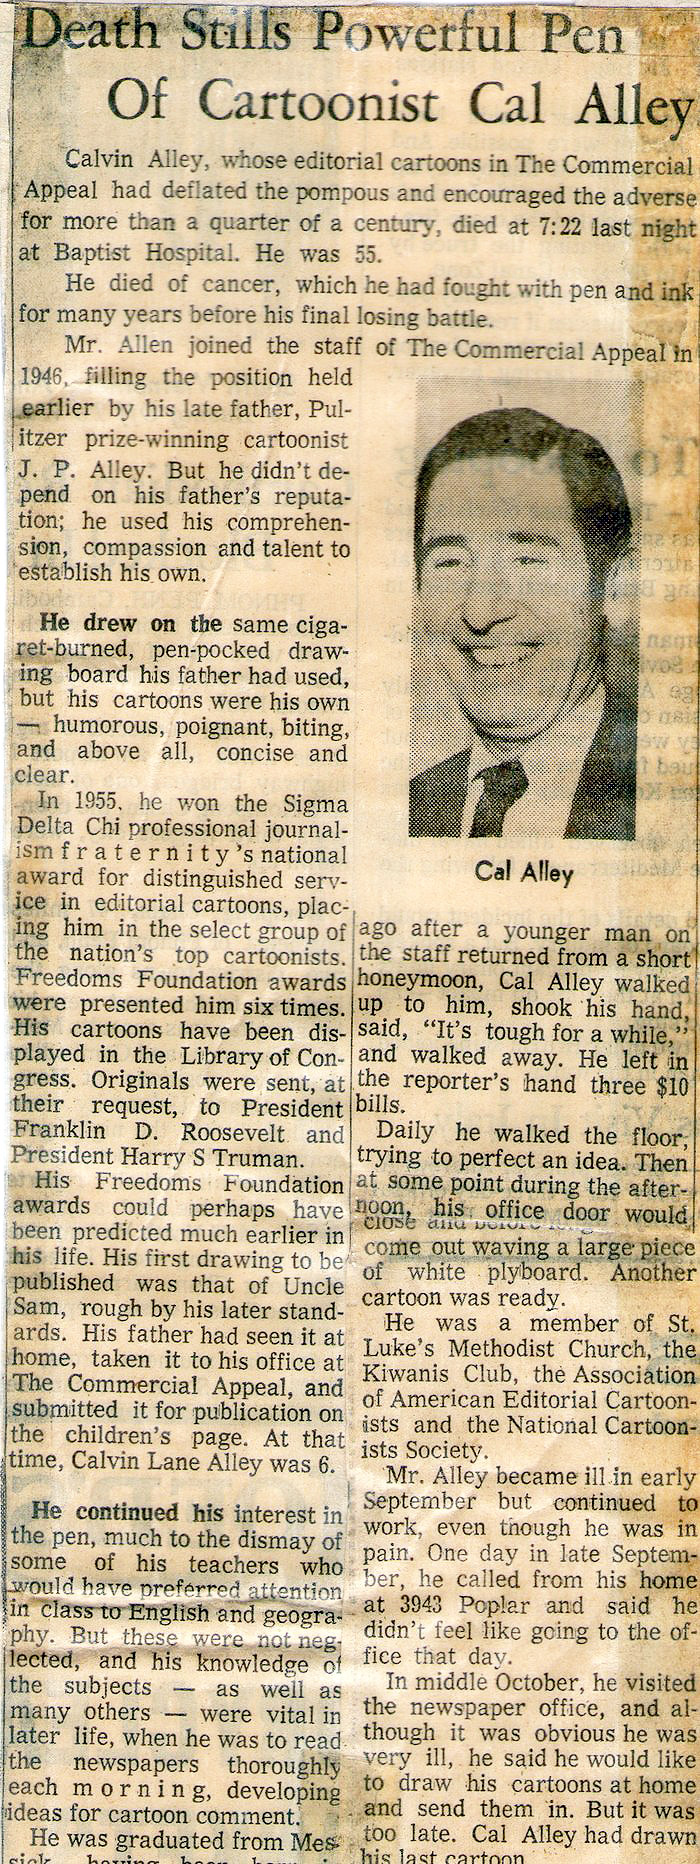 Death Stills Powerful Pen
Of Cartoonist Cal Alley
Calvin Alley, whose editorial cartoons in The Commercial
Appeal had deflated the pompous and encouraged the adverse
for more than a quarter of a century, died at 7:22 last night
at Baptist Hospital. He was 55.
He died of cancer, which he had fought with pen and ink
for many years before his final losing battle.
Mr. Allen joined the staff of The Commercial Appeal in
1946, filling the position held
earlier by his late father, Pul-
itzer prize-winning cartoonist
J. P. Alley. But he didn't de-
pend on his father's reputa-
tion; he used his comprehen-
sion, compassion and talent to
establish his own.
He drew on the same ciga-
ret-burned, pen-pocked draw-
ing board his father had used,
but his cartoons were his own
— humorous, poignant, biting,
and above all, concise and
clear.
In 1955, he won the Sigma
Delta Chi professional journal-
ism fraternity's national
award for distinguished serv-
ice in editorial cartoons, plac-
ing him in the select group of
the nation's top cartoonists.
Freedoms Foundation awards
were presented him six times.
His cartoons have been dis-
played in the Library of Con-
gress. Originals were sent, at
their request, to President
Franklin D. Roosevelt and
President Harry S Truman.
His Freedoms Foundation
awards could perhaps have
been predicted much earlier in
his life. His first drawing to be
published was that of Uncle
Sam, rough by his later stand-
ards. His father had seen it at
home, taken it to his office at
The Commercial Appeal, and
submitted it for publication on
the children's page. At that
time, Calvin Lane Alley was 6.
He continued his interest in
the pen, much to the dismay of
some of his teachers who
would have preferred attention
in class to English and geogra-
phy. But these were not neg-
lected, and his knowledge of
the subjects — as well as
many others — were vital in
later life, when he was to read
the newspapers thoroughly
each morning, developing
ideas for cartoon comment.
He was graduated from Mes-
sick, having been born in
Cal Alley
ago after a younger man on
the staff returned from a short
honeymoon, Cal Alley walked
up to him, shook his hand,
said, "It's tough for a while,"
and walked away. He left in
the reporter's hand three $10
bills.
Daily he walked the floor,
trying to perfect an idea. Then
at some point during the after-
noon, his office door would
close and before long
come out waving a large piece
of white plyboard. Another
cartoon was ready.
He was a member of St.
Luke's Methodist Church, the
Kiwanis Club, the Association
of American Editorial Cartoon-
ists and the National Cartoon-
ists Society.
Mr. Alley became ill in early
September but continued to
work, even though he was in
pain. One day in late Septem-
ber, he called from his home
at 3943 Poplar and said he
didn't feel like going to the of-
fice that day.
In middle October, he visited
the newspaper office, and al-
though it was obvious he was
very ill, he said he would like
to draw his cartoons at home
and send them in. But it was
too late. Cal Alley had drawn
his last cartoon.